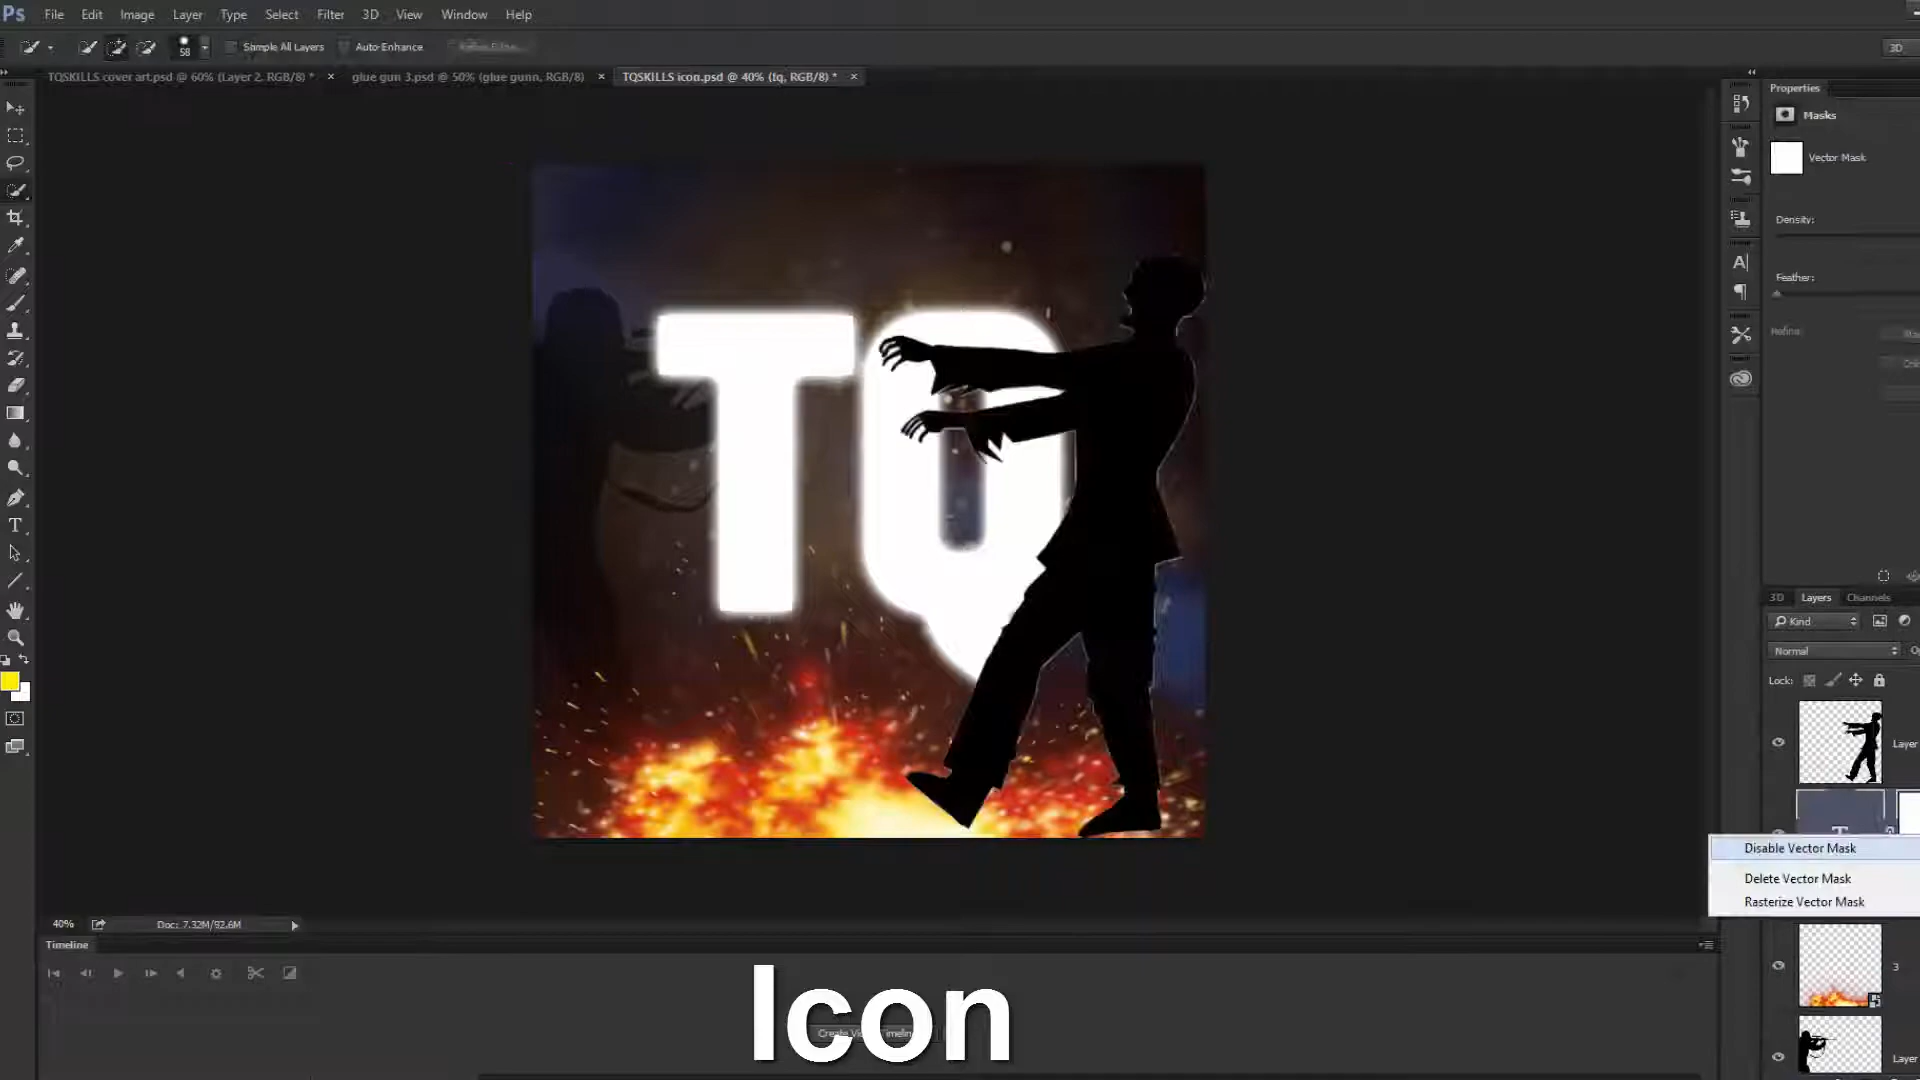 Ps File Edit Image Layer Type Select Filter 3D View Window Help
58 Sample All Layers Auto-Enhance 3D
TQSKILLS cover art.psd @ 60% (Layer 2, RGB/8) * × glue gun 3.psd @ 50% (glue gunn, RGB/8) × TQSKILLS icon.psd @ 40% (tq, RGB/8) * ×
Properties
Masks
Vector Mask
Density:
Feather:
Refine:
TQ
3D Layers Channels
Kind
Normal
Lock:
Layer
Disable Vector Mask
Delete Vector Mask
Rasterize Vector Mask
40% Doc: 7.32M/92.6M
Timeline
3
Icon
Layer